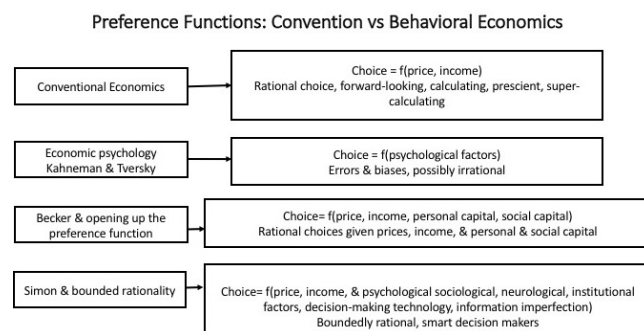 Preference Functions: Convention vs Behavioral Economics
Conventional Economics
Choice = f(price, income)
Rational choice, forward-looking, calculating, prescient, super-
calculating
Economic psychology
Kahneman & Tversky
Choice = f(psychological factors)
Errors & biases, possibly irrational
Becker & opening up the
preference function
Choice= f(price, income, personal capital, social capital)
Rational choices given prices, income, & personal & social capital
Simon & bounded rationality
Choice= f(price, income, & psychological sociological, neurological, institutional
factors, decision-making technology, information imperfection)
Boundedly rational, smart decision makers